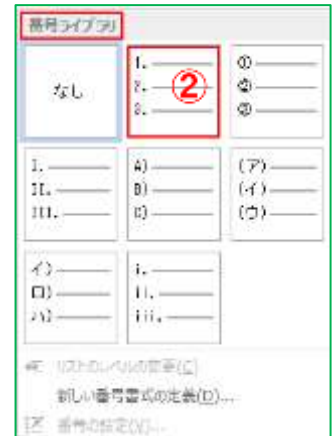 番号ライブラリ
なし
1.
2.
3.
②
①
②
③
I.
II.
III.
A)
B)
C)
(ア)
(イ)
(ウ)
イ)
ロ)
ハ)
i.
ii.
iii.
リストのレベルの変更(C)
新しい番号書式の定義(D)...
番号の設定(V)...